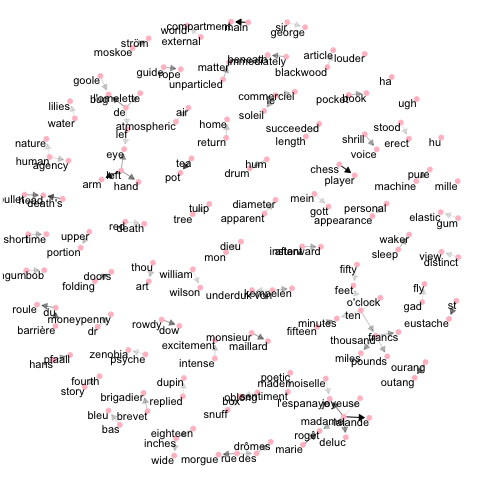 compartment main
world
external
sir
george
ström
moskoe
article louder
beneath
immediately
matter
guide rope
blackwood
unparticled
goole
ha
l'omelette
commerciel
le
pocket book
ugh
lilies
de
air
soleil
water
atmospheric
home
succeeded
stood
lef
return
length
shrill
erect
hu
nature
voice
eye
human
agency
tea
hum
chess
pure
pot
drum
player
machine
mille
arm
left
hand
death's
tulip
diameter
mein
personal
elastic
tree
apparent
gott
appearance
gum
red death
shortime
upper
waker
portion
dieu
afterward
sleep
view
mon
distinct
thou
fifty
doors
william
folding
art
wilson
feet
fly
kempelen
o'clock
gad
st
roule
du
ten
eustache
moneypenny
minutes
barrière
dr
rowdy
dow
fifteen
monsieur
francs
excitement
maillard
thousand
zenobia
miles
pfaall
psyche
intense
pounds
ourang
hans
outang
fourth
dupin
poetic
story
mademoiselle
brigadier
replied
box
sentiment
l'espanaye
joyeuse
bleu
brevet
snuff
madame
lalande
bas
eighteen
rogêt
inches
drômes
deluc
wide
morgue
rue
des
marie